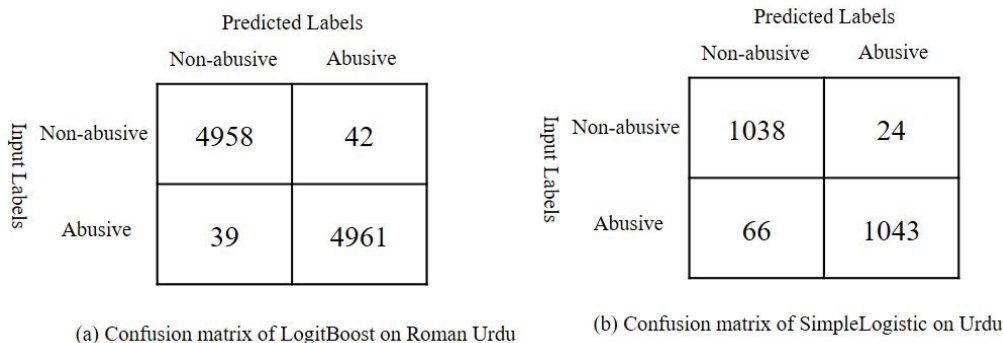 Predicted Labels
Non-abusive Abusive
Input Labels
Non-abusive 4958 42
Abusive 39 4961
(a) Confusion matrix of LogitBoost on Roman Urdu
Predicted Labels
Non-abusive Abusive
Input Labels
Non-abusive 1038 24
Abusive 66 1043
(b) Confusion matrix of SimpleLogistic on Urdu